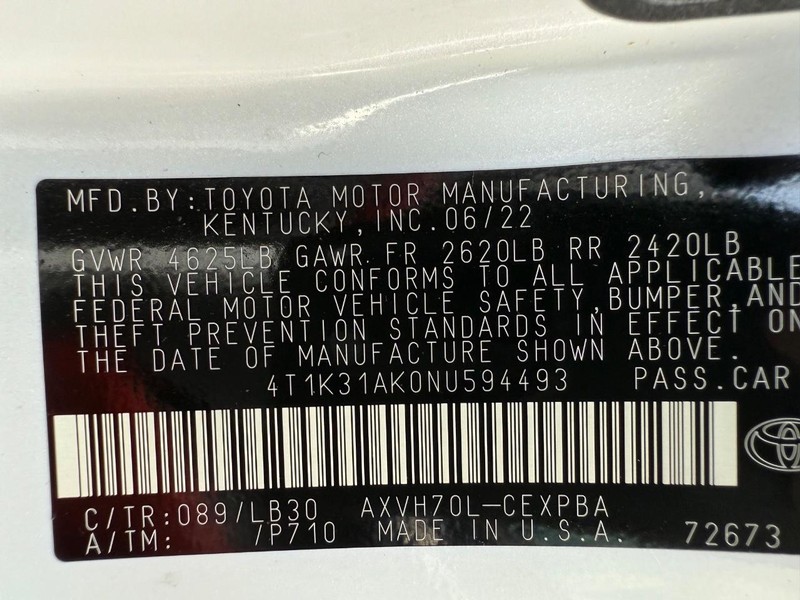 MFD.BY:TOYOTA MOTOR MANUFACTURING,
KENTUCKY,INC.06/22
GVWR 4625LB GAWR FR 2620LB RR 2420LB
THIS VEHICLE CONFORMS TO ALL APPLICABLE
FEDERAL MOTOR VEHICLE SAFETY,BUMPER,AND
THEFT PREVENTION STANDARDS IN EFFECT ON
THE DATE OF MANUFACTURE SHOWN ABOVE.
4T1K31AK0NU594493 PASS.CAR
C/TR:089/LB30 AXVH70L-CEXPBA
A/TM: /P710 MADE IN U.S.A. 72673